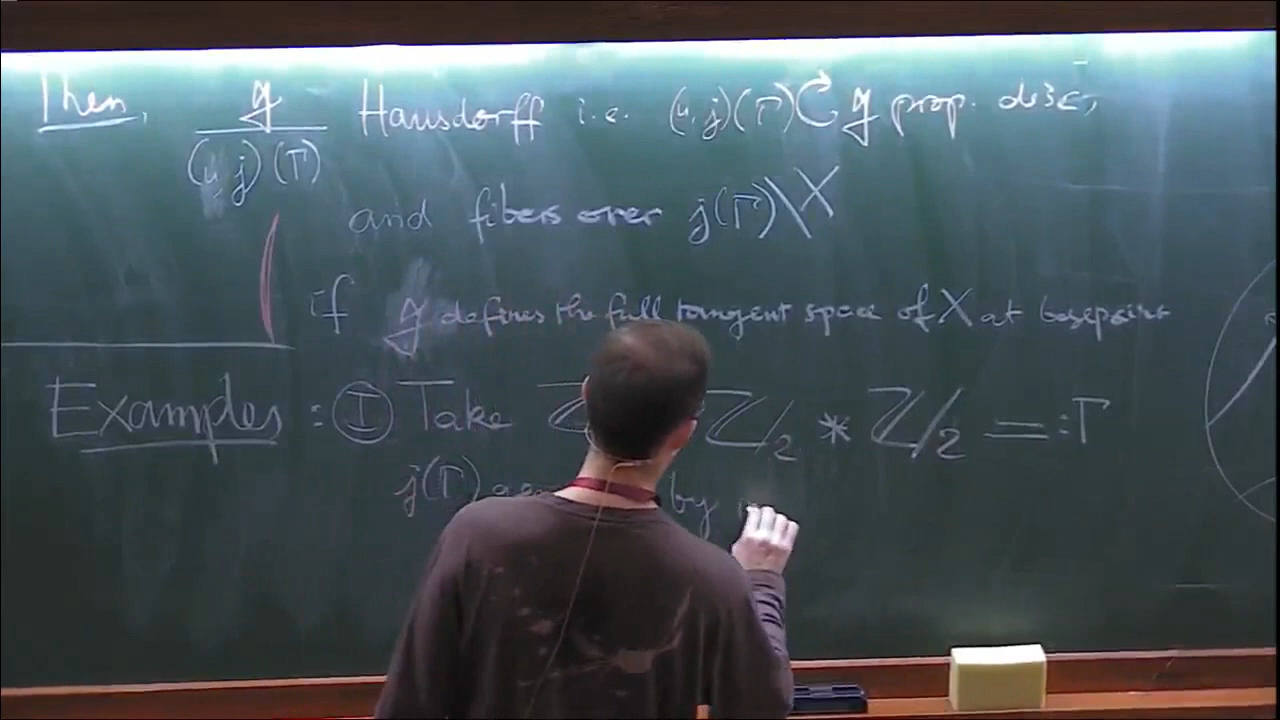 Then, 𝔤 / (u,j)(Γ) Hausdorff i.e. (u,j)(Γ) ↻ 𝔤 prop. disc.,
and fibers over j(Γ)\X
if 𝔤 defines the full tangent space of X at basepoint
Examples : Ⓘ Take ℤ/2 * ℤ/2 =: Γ
j(Γ) by